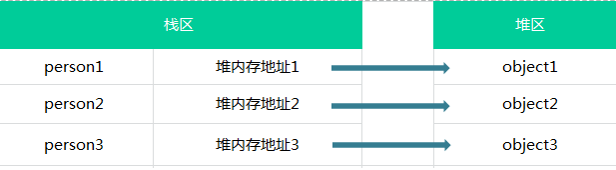 栈区 堆区
person1 堆内存地址1 object1
person2 堆内存地址2 object2
person3 堆内存地址3 object3